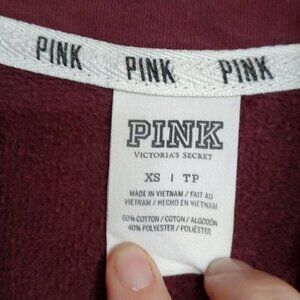 PINK PINK PINK
PINK
VICTORIA'S SECRET
XS | TP
MADE IN VIETNAM / FAIT AU
VIETNAM / HECHO EN VIETNAM
60% COTTON / COTON / ALGODÓN
40% POLYESTER / POLIÉSTER